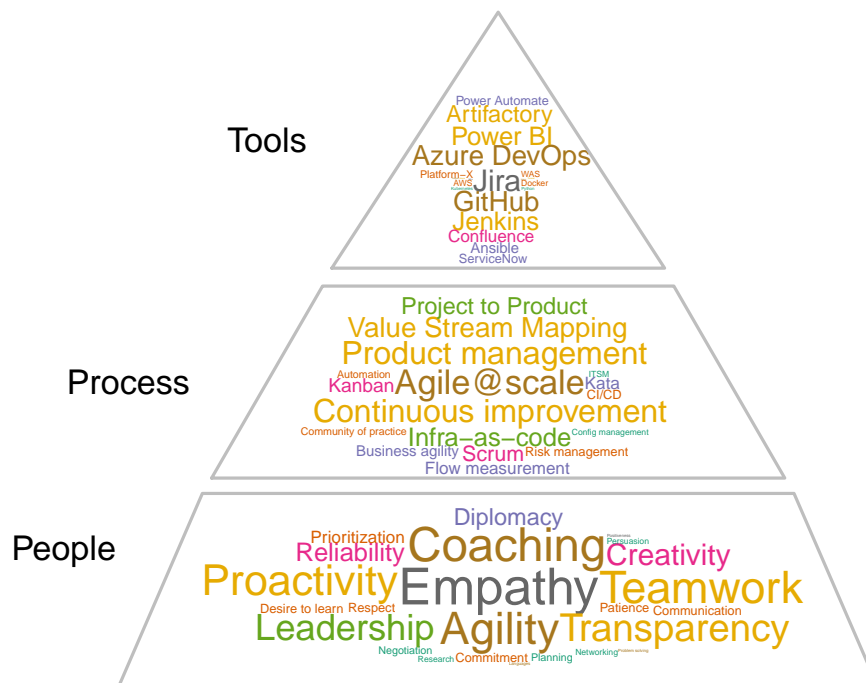 Power Automate
Artifactory
Power BI
Tools
Azure DevOps
Platform−X Jira WAS
AWS Docker
Kubernetes Python
GitHub
Jenkins
Confluence
Ansible
ServiceNow
Project to Product
Value Stream Mapping
Product management
Process
Automation Agile@scale ITSM
Kanban Kata
CI/CD
Continuous improvement
Community of practice Infra−as−code Config management
Business agility Scrum Risk management
Flow measurement
People
Diplomacy
Prioritization Coaching Persuasion
Reliability Creativity
Proactivity Empathy Teamwork
Desire to learn Respect Patience Communication
Leadership Agility Transparency
Negotiation Networking Problem solving
Research Commitment Planning